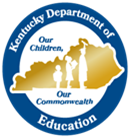 Kentucky Department of
Our
Children,
Our
Commonwealth
Education